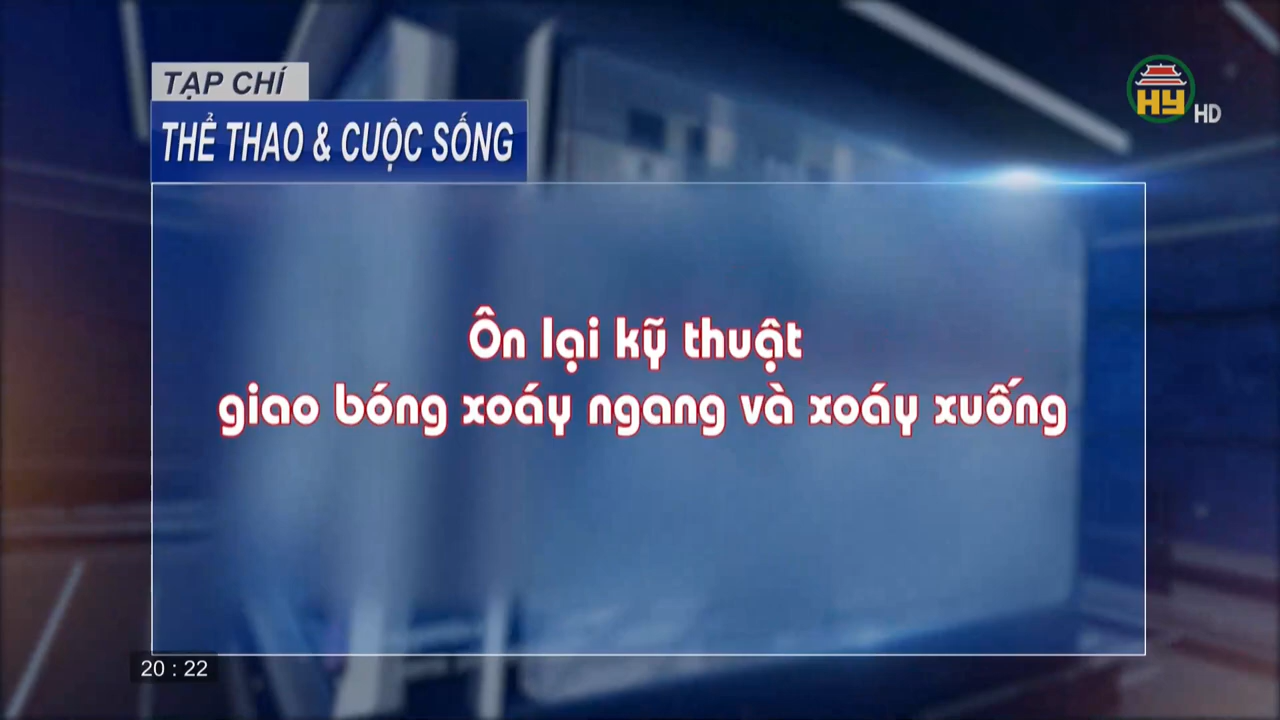 TẠP CHÍ
THỂ THAO & CUỘC SỐNG
HY HD
Ôn lại kỹ thuật
giao bóng xoáy ngang và xoáy xuống
20 : 22